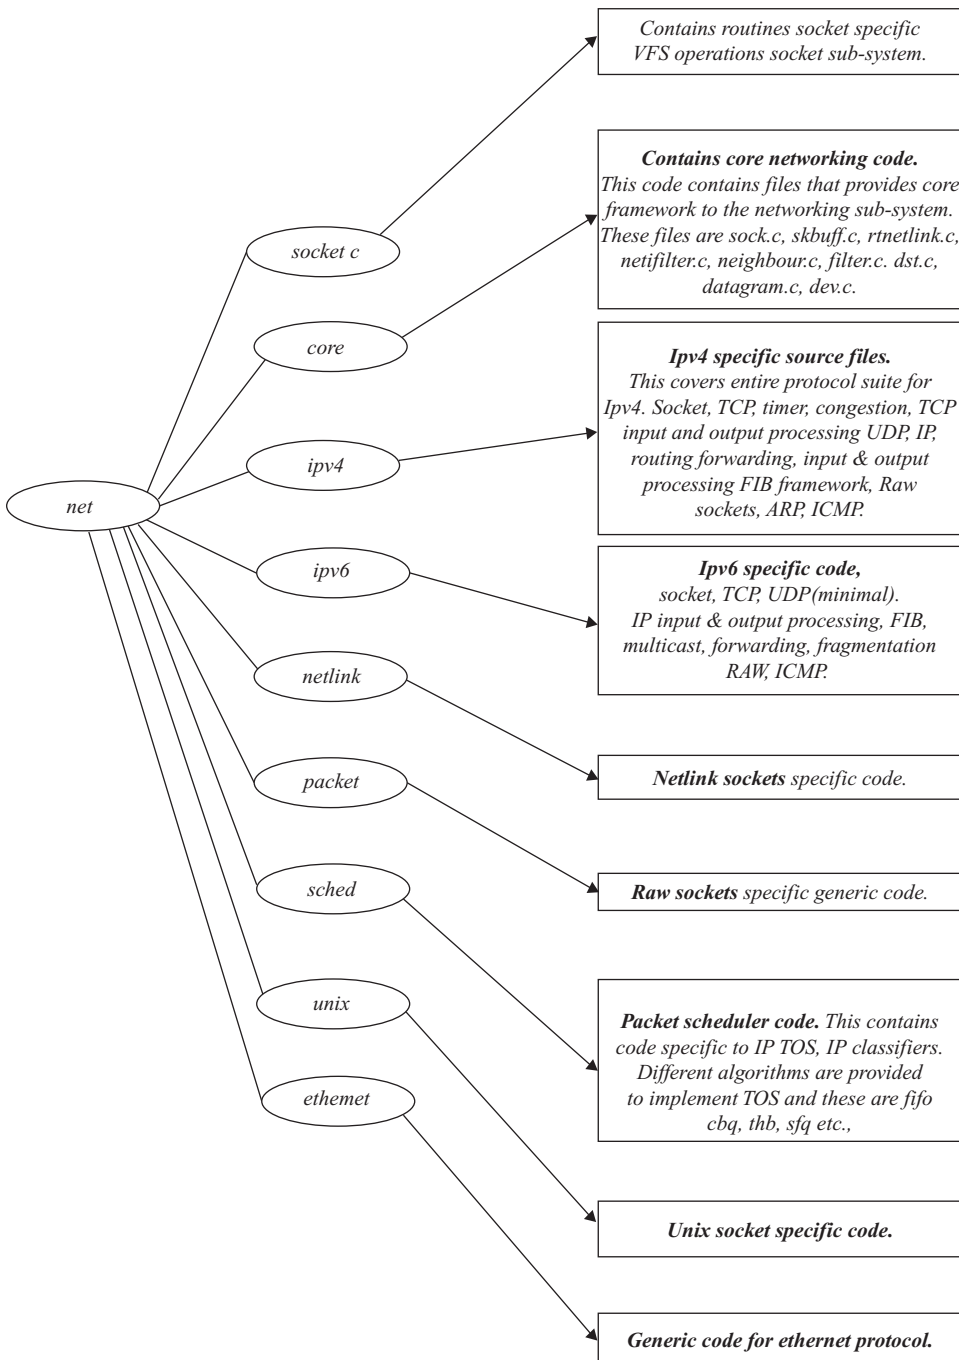 Contains routines socket specific
VFS operations socket sub-system.
Contains core networking code.
This code contains files that provides core
framework to the networking sub-system.
These files are sock.c, skbuff.c, rtnetlink.c,
netifilter.c, neighbour.c, filter.c. dst.c,
datagram.c, dev.c.
socket c
core
Ipv4 specific source files.
This covers entire protocol suite for
Ipv4. Socket, TCP, timer, congestion, TCP
input and output processing UDP, IP,
routing forwarding, input & output
processing FIB framework, Raw
sockets, ARP, ICMP.
ipv4
net
ipv6
Ipv6 specific code,
socket, TCP, UDP(minimal).
IP input & output processing, FIB,
multicast, forwarding, fragmentation
RAW, ICMP.
netlink
Netlink sockets specific code.
packet
Raw sockets specific generic code.
sched
Packet scheduler code. This contains
code specific to IP TOS, IP classifiers.
Different algorithms are provided
to implement TOS and these are fifo
cbq, thb, sfq etc.,
unix
Unix socket specific code.
ethemet
Generic code for ethernet protocol.